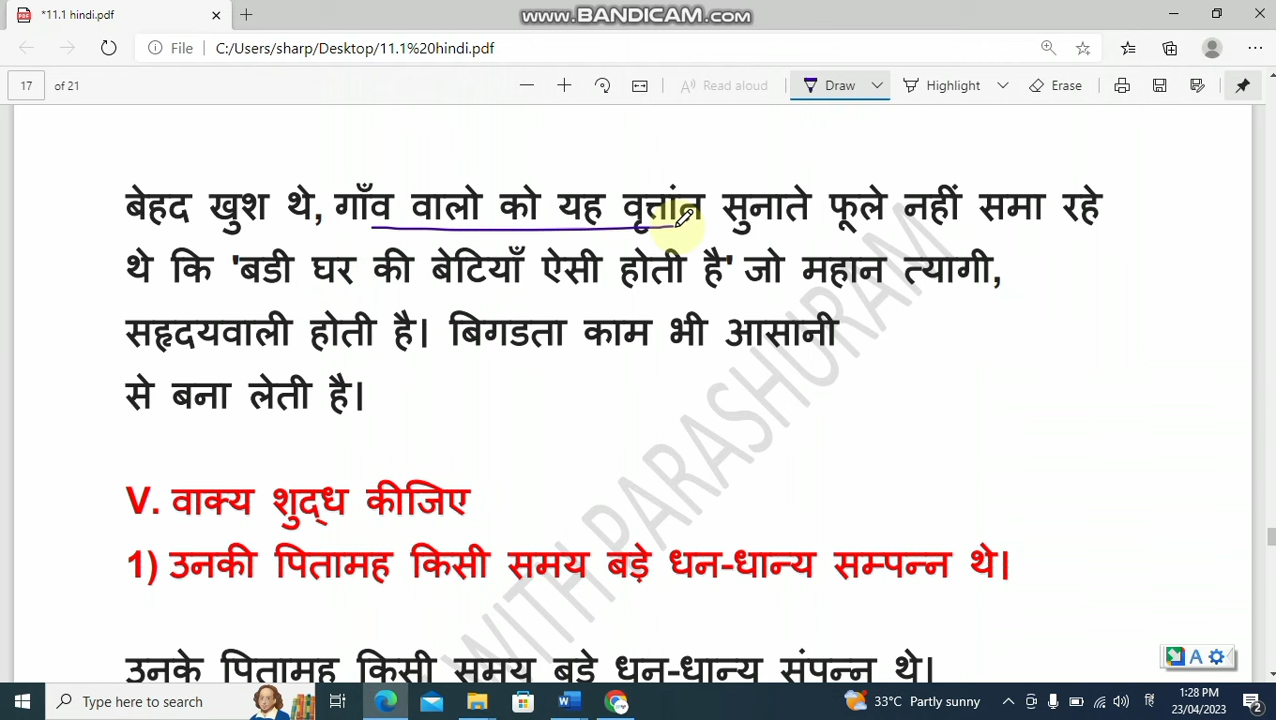 *11.1 hindi.pdf
www.BANDICAM.com
File C:/Users/sharp/Desktop/11.1%20hindi.pdf
17 of 21 Read aloud Draw Highlight Erase
बेहद खुश थे, गाँव वालो को यह वृत्तांत सुनाते फूले नहीं समा रहे
थे कि 'बडी घर की बेटियाँ ऐसी होती है' जो महान त्यागी,
सहृदयवाली होती है। बिगडता काम भी आसानी
से बना लेती है।
V. वाक्य शुद्ध कीजिए
1) उनकी पितामह किसी समय बड़े धन-धान्य सम्पन्न थे।
उनके पितामह किसी समय बड़े धन-धान्य संपन्न थे।
WITH PARASHURAM
Type here to search 33°C Partly sunny 1:28 PM
23/04/2023